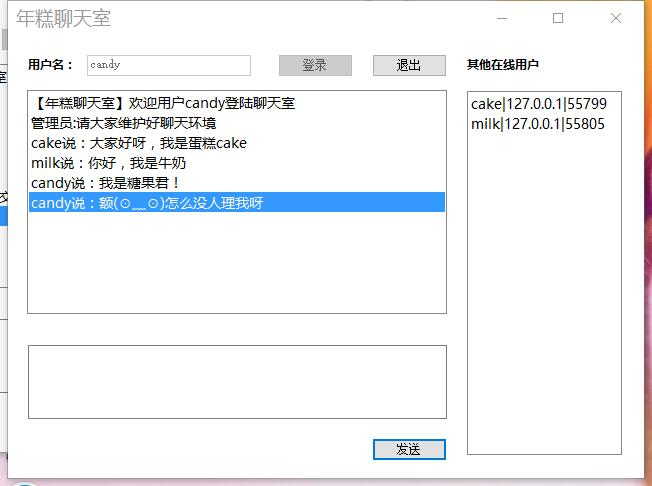 年糕聊天室
用户名：
candy
登录
退出
其他在线用户
【年糕聊天室】欢迎用户candy登陆聊天室
管理员:请大家维护好聊天环境
cake说：大家好呀，我是蛋糕cake
milk说：你好，我是牛奶
candy说：我是糖果君！
candy说：额(⊙﹏⊙)怎么没人理我呀
cake|127.0.0.1|55799
milk|127.0.0.1|55805
发送